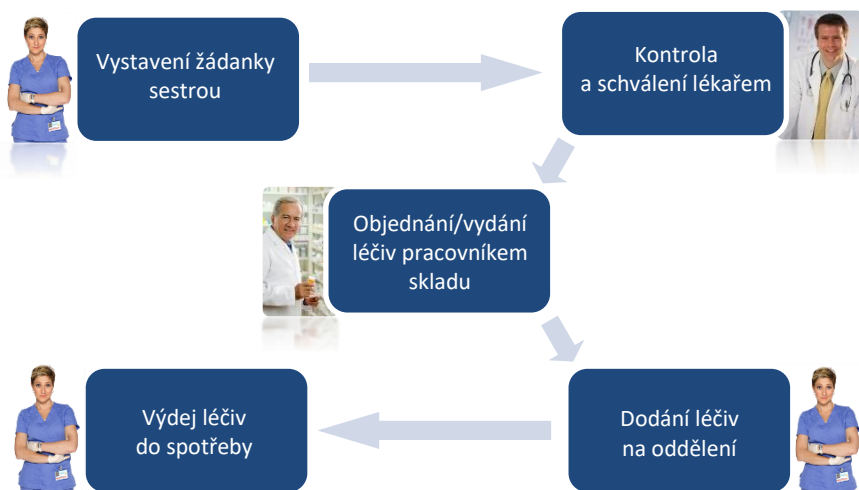 Vystavení žádanky
sestrou
Kontrola
a schválení lékařem
Objednání/vydání
léčiv pracovníkem
skladu
Dodání léčiv
na oddělení
Výdej léčiv
do spotřeby